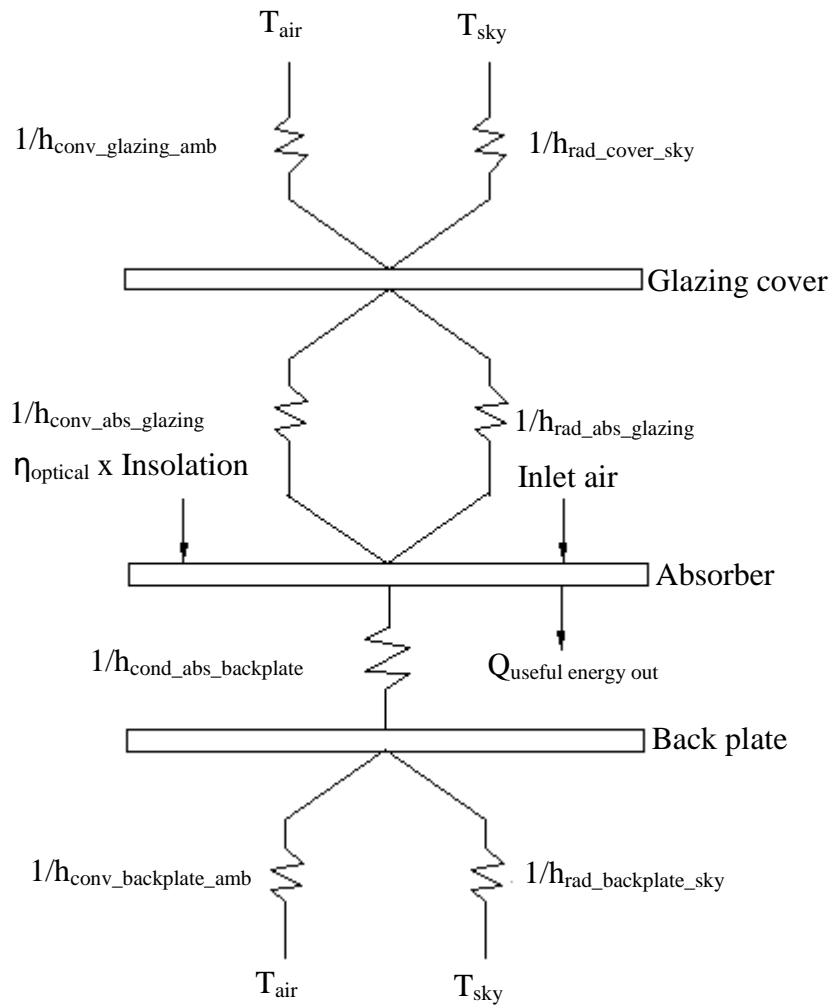 T_air
T_sky
1/h_conv_glazing_amb
1/h_rad_cover_sky
Glazing cover
1/h_conv_abs_glazing
1/h_rad_abs_glazing
η_optical x Insolation
Inlet air
Absorber
1/h_cond_abs_backplate
Q_useful energy out
Back plate
1/h_conv_backplate_amb
1/h_rad_backplate_sky
T_air
T_sky